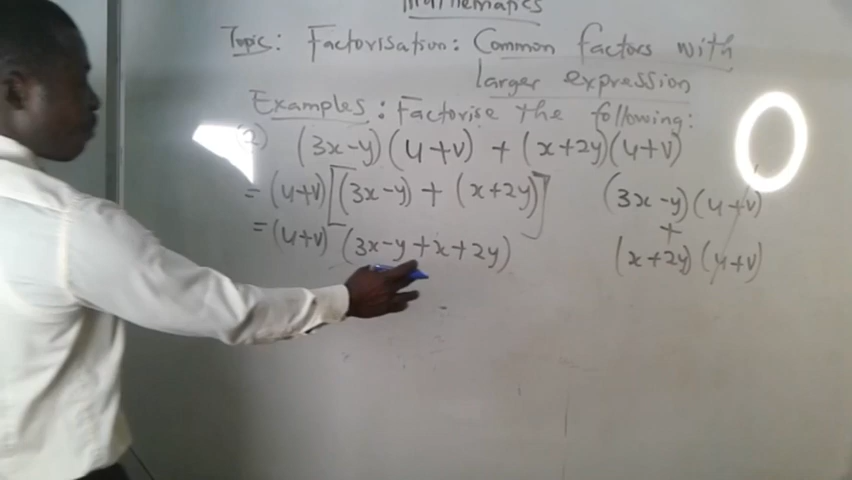 Mathematics
Topic: Factorisation: Common factors with
larger expression
Examples: Factorise the following:
(2) (3x-y)(u+v) + (x+2y)(u+v)
= (u+v)[(3x-y) + (x+2y)]
= (u+v) (3x-y+x+2y)
(3x-y)(u+v)
+
(x+2y)(u+v)